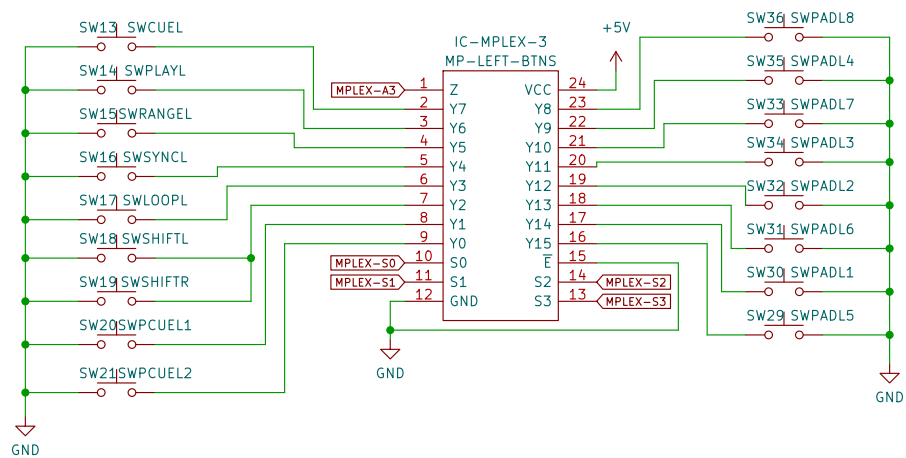 SW13 SWCUEL
SW14 SWPLAYL
SW15 SWRANGEL
SW16 SWSYNCL
SW17 SWLOOPL
SW18 SWSHIFTL
SW19 SWSHIFTR
SW20 SWPCUEL1
SW21 SWPCUEL2
GND
IC-MPLEX-3
MP-LEFT-BTNS
MPLEX-A3 1 Z VCC 24 +5V
2 Y7 Y8 23
3 Y6 Y9 22
4 Y5 Y10 21
5 Y4 Y11 20
6 Y3 Y12 19
7 Y2 Y13 18
8 Y1 Y14 17
9 Y0 Y15 16
MPLEX-S0 10 S0 E 15
MPLEX-S1 11 S1 S2 14 MPLEX-S2
12 GND S3 13 MPLEX-S3
GND
SW36 SWPADL8
SW35 SWPADL4
SW33 SWPADL7
SW34 SWPADL3
SW32 SWPADL2
SW31 SWPADL6
SW30 SWPADL1
SW29 SWPADL5
GND